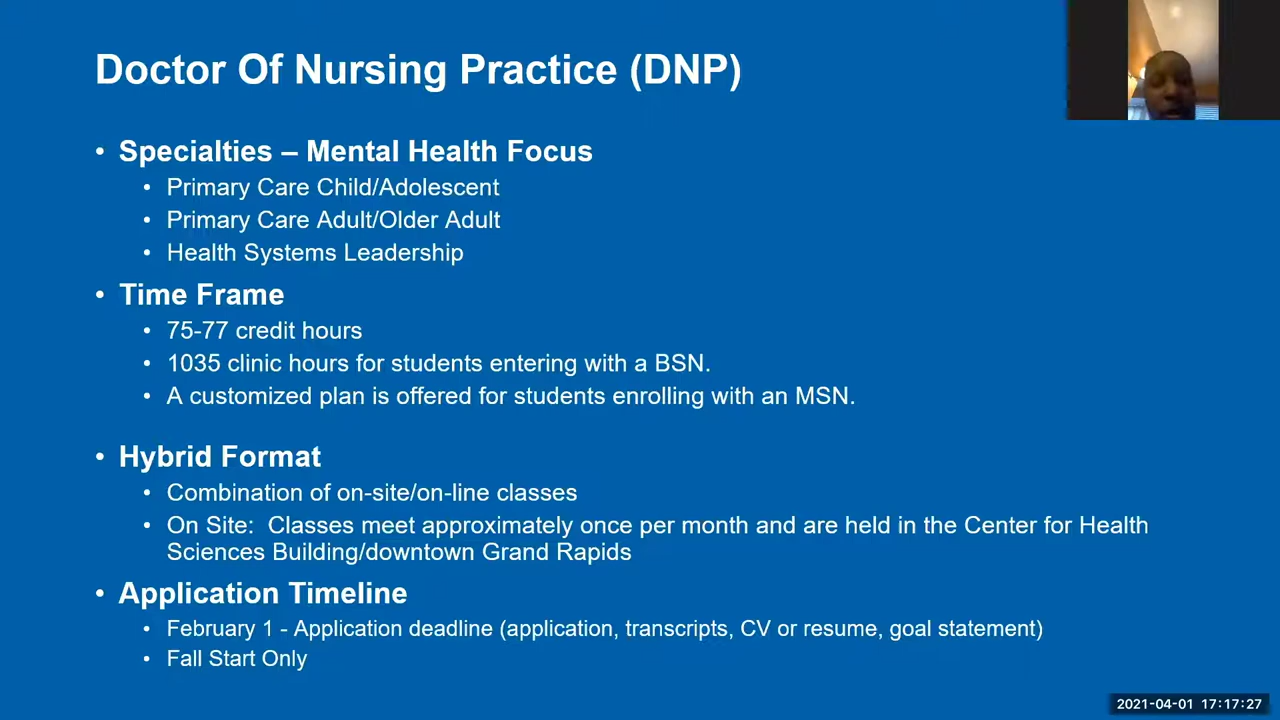 Doctor Of Nursing Practice (DNP)
• Specialties – Mental Health Focus
• Primary Care Child/Adolescent
• Primary Care Adult/Older Adult
• Health Systems Leadership
• Time Frame
• 75-77 credit hours
• 1035 clinic hours for students entering with a BSN.
• A customized plan is offered for students enrolling with an MSN.
• Hybrid Format
• Combination of on-site/on-line classes
• On Site:  Classes meet approximately once per month and are held in the Center for Health
Sciences Building/downtown Grand Rapids
• Application Timeline
• February 1 - Application deadline (application, transcripts, CV or resume, goal statement)
• Fall Start Only
2021-04-01 17:17:27